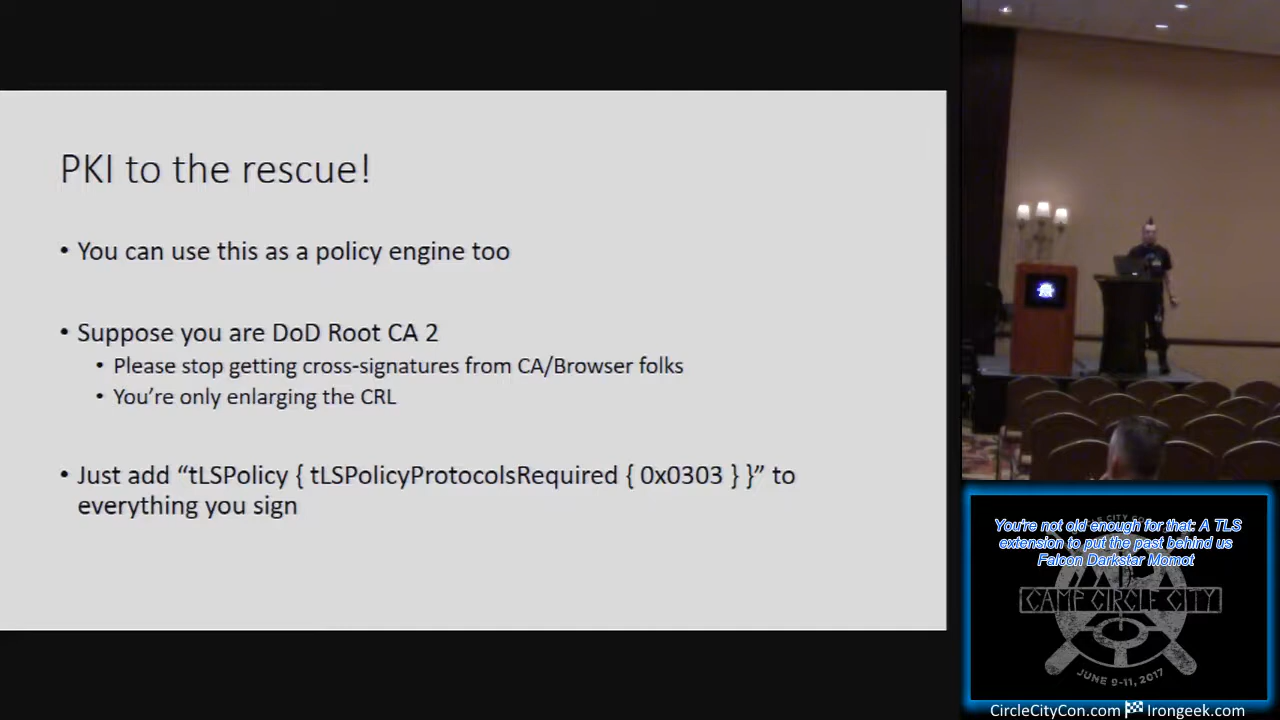 PKI to the rescue!
• You can use this as a policy engine too
• Suppose you are DoD Root CA 2
• Please stop getting cross-signatures from CA/Browser folks
• You’re only enlarging the CRL
• Just add “tLSPolicy { tLSPolicyProtocolsRequired { 0x0303 } }” to
everything you sign
You're not old enough for that: A TLS
extension to put the past behind us
Falcon Darkstar Momot
CAMP CIRCLE CITY
JUNE 9-11, 2017
CircleCityCon.com Irongeek.com